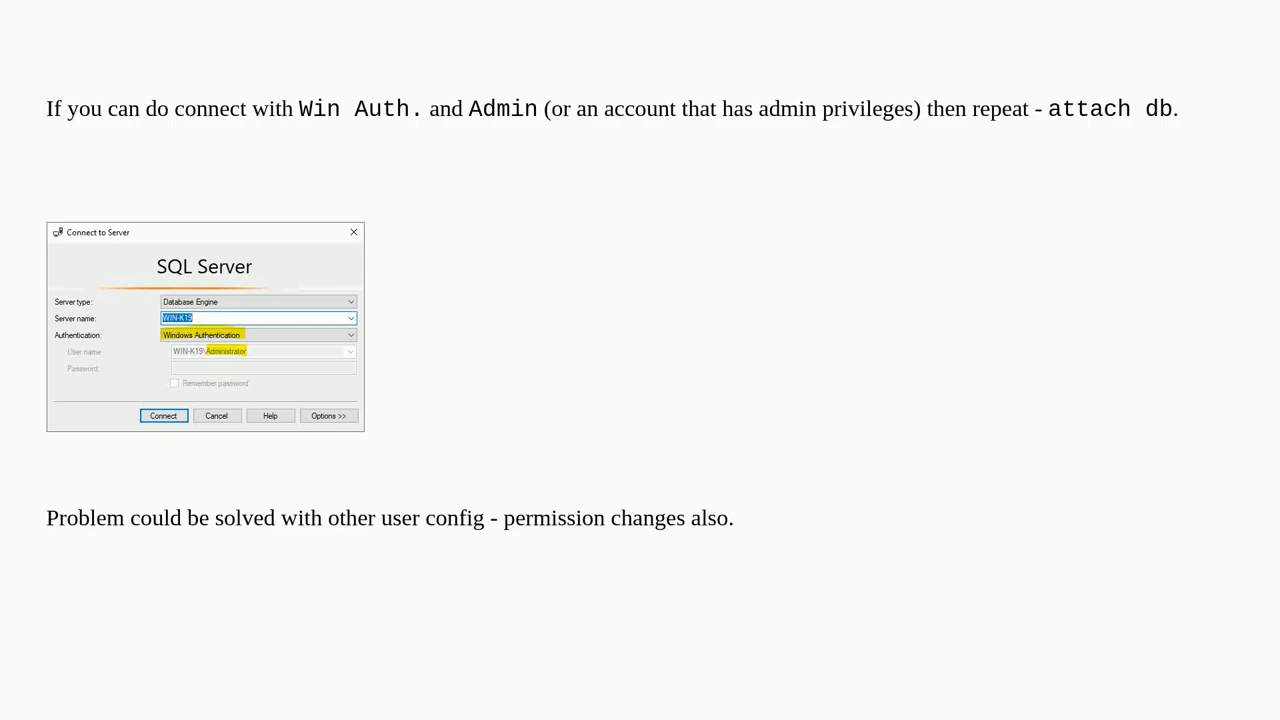 If you can do connect with Win Auth. and Admin (or an account that has admin privileges) then repeat - attach db.
Connect to Server
SQL Server
Server type: Database Engine
Server name: WIN-K19
Authentication: Windows Authentication
User name WIN-K19\Administrator
Password:
Remember password
Connect Cancel Help Options >>
Problem could be solved with other user config - permission changes also.